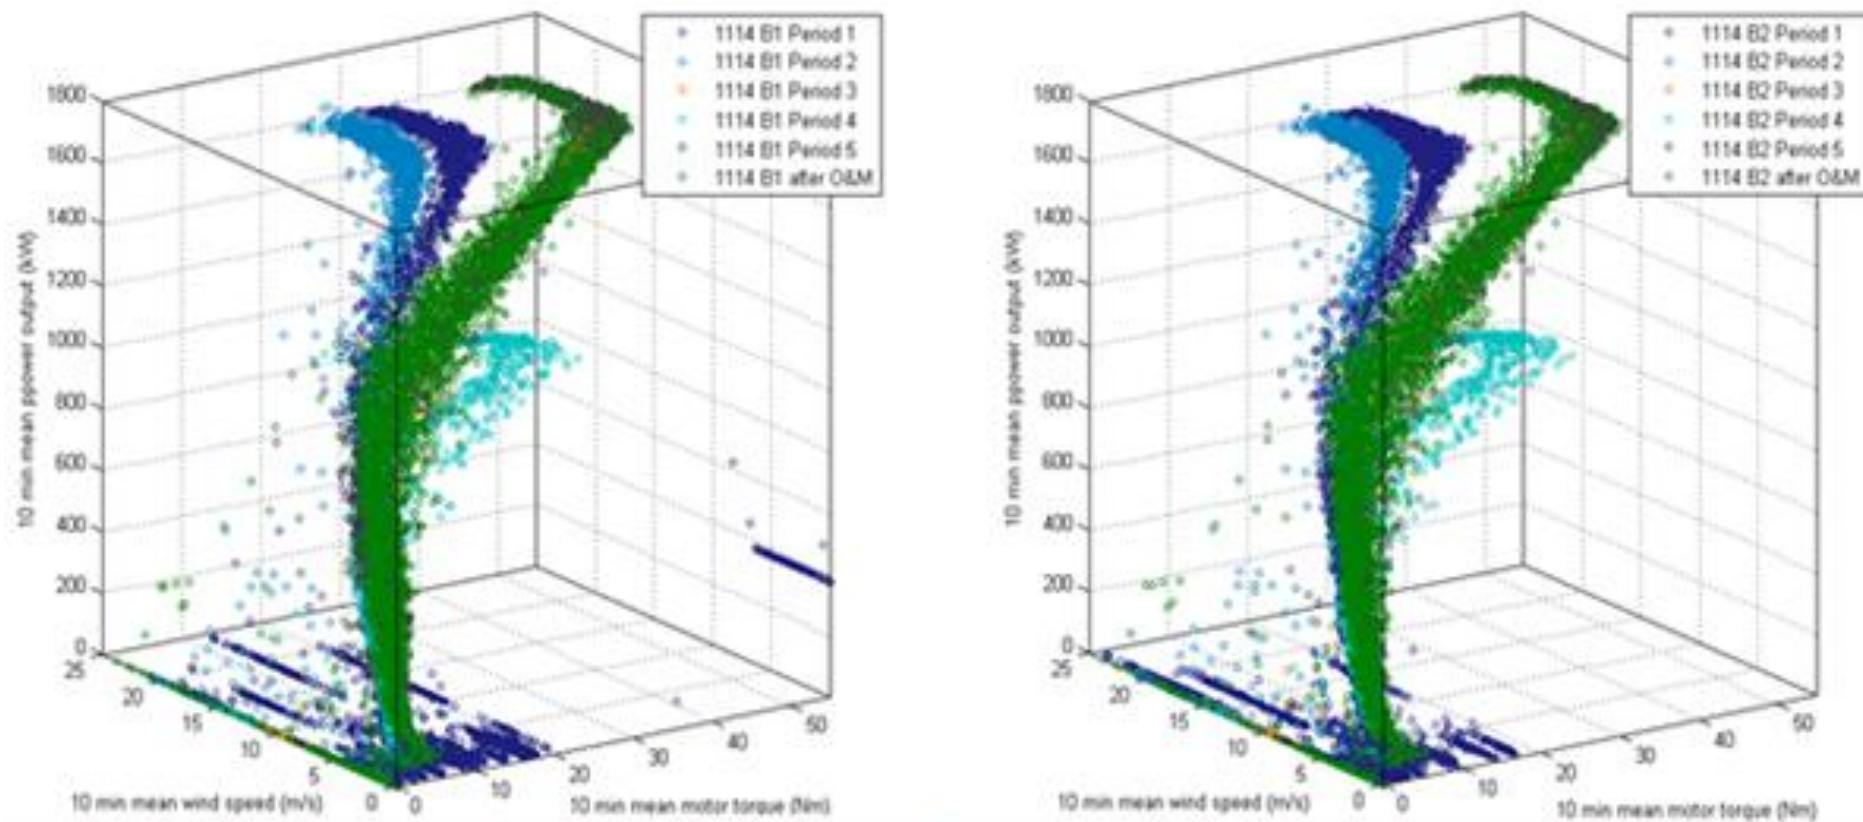 1114 B1 Period 1
1114 B1 Period 2
1114 B1 Period 3
1114 B1 Period 4
1114 B1 Period 5
1114 B1 after O&M
1800
1600
1400
1200
1000
800
600
400
200
0
10 min mean ppower output (kW)
25
20
15
10
5
0
10 min mean wind speed (m/s)
0
10
20
30
40
50
10 min mean motor torque (Nm)
1114 B2 Period 1
1114 B2 Period 2
1114 B2 Period 3
1114 B2 Period 4
1114 B2 Period 5
1114 B2 after O&M
1800
1600
1400
1200
1000
800
600
400
200
0
10 min mean ppower output (kW)
25
20
15
10
5
0
10 min mean wind speed (m/s)
0
10
20
30
40
50
10 min mean motor torque (Nm)